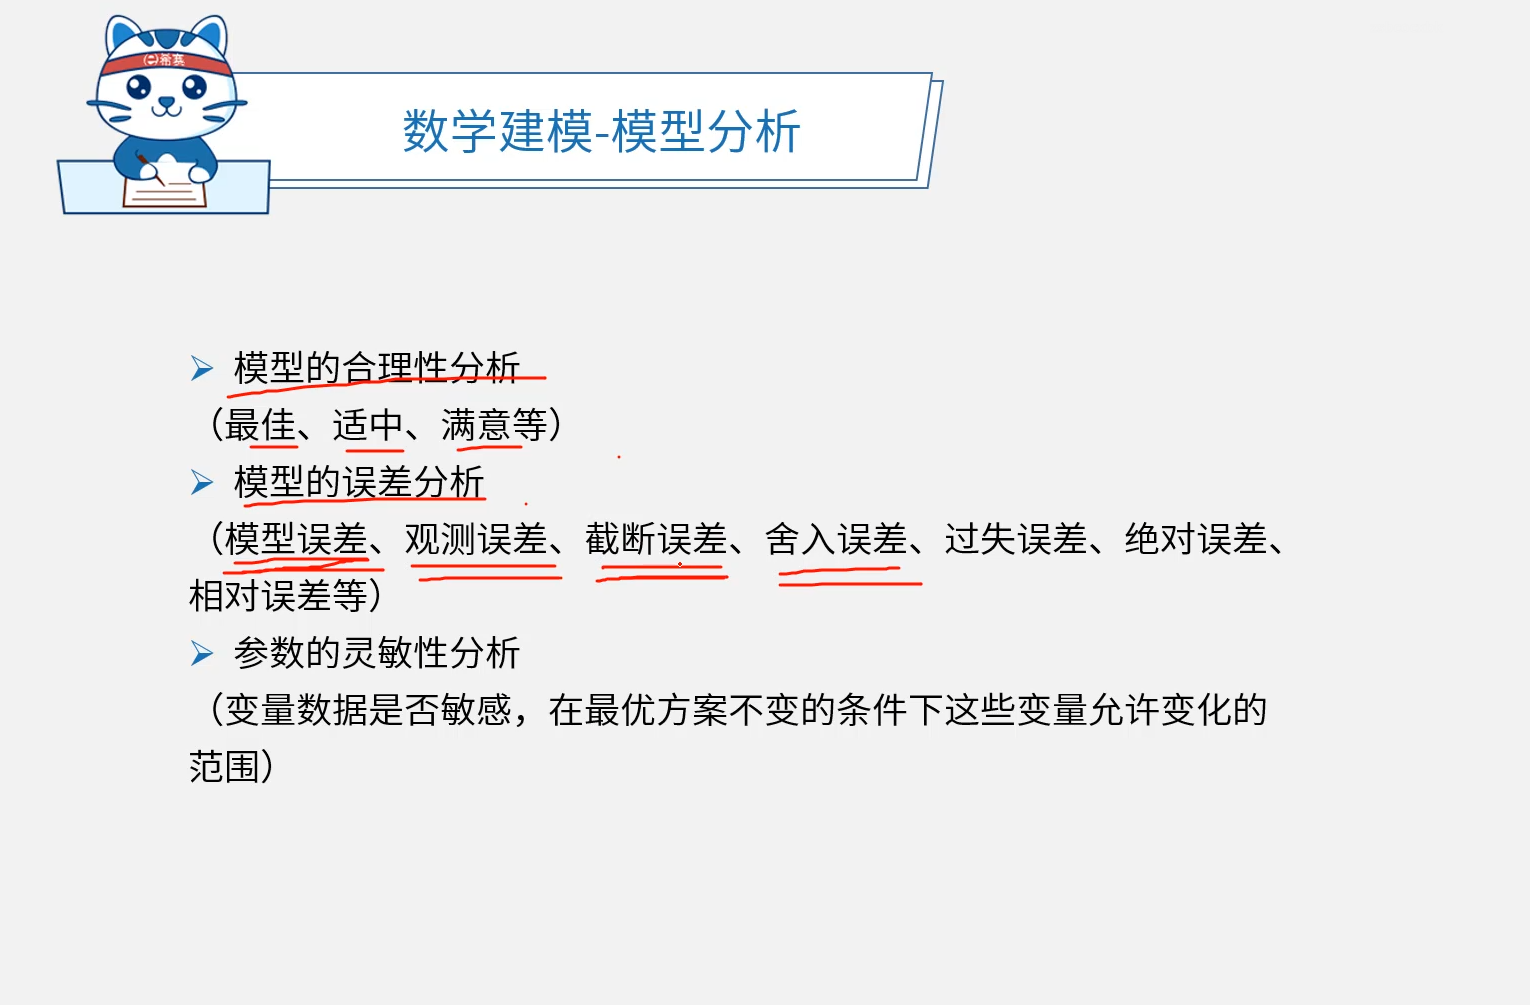 希赛
数学建模-模型分析
模型的合理性分析
（最佳、适中、满意等）
模型的误差分析
（模型误差、观测误差、截断误差、舍入误差、过失误差、绝对误差、
相对误差等）
参数的灵敏性分析
（变量数据是否敏感，在最优方案不变的条件下这些变量允许变化的
范围）